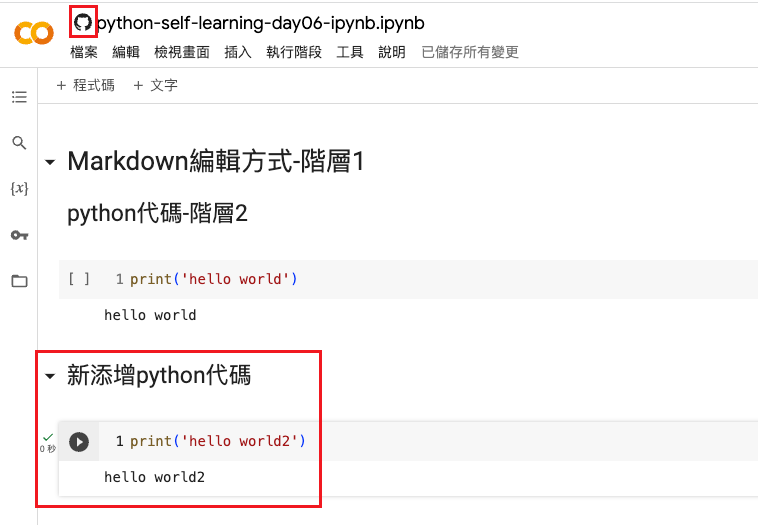 python-self-learning-day06-ipynb.ipynb
檔案 編輯 檢視畫面 插入 執行階段 工具 說明 已儲存所有變更
+ 程式碼 + 文字
Markdown編輯方式-階層1
python代碼-階層2
{x}
[ ] 1 print('hello world')
hello world
新添增python代碼
0 秒 1 print('hello world2')
hello world2